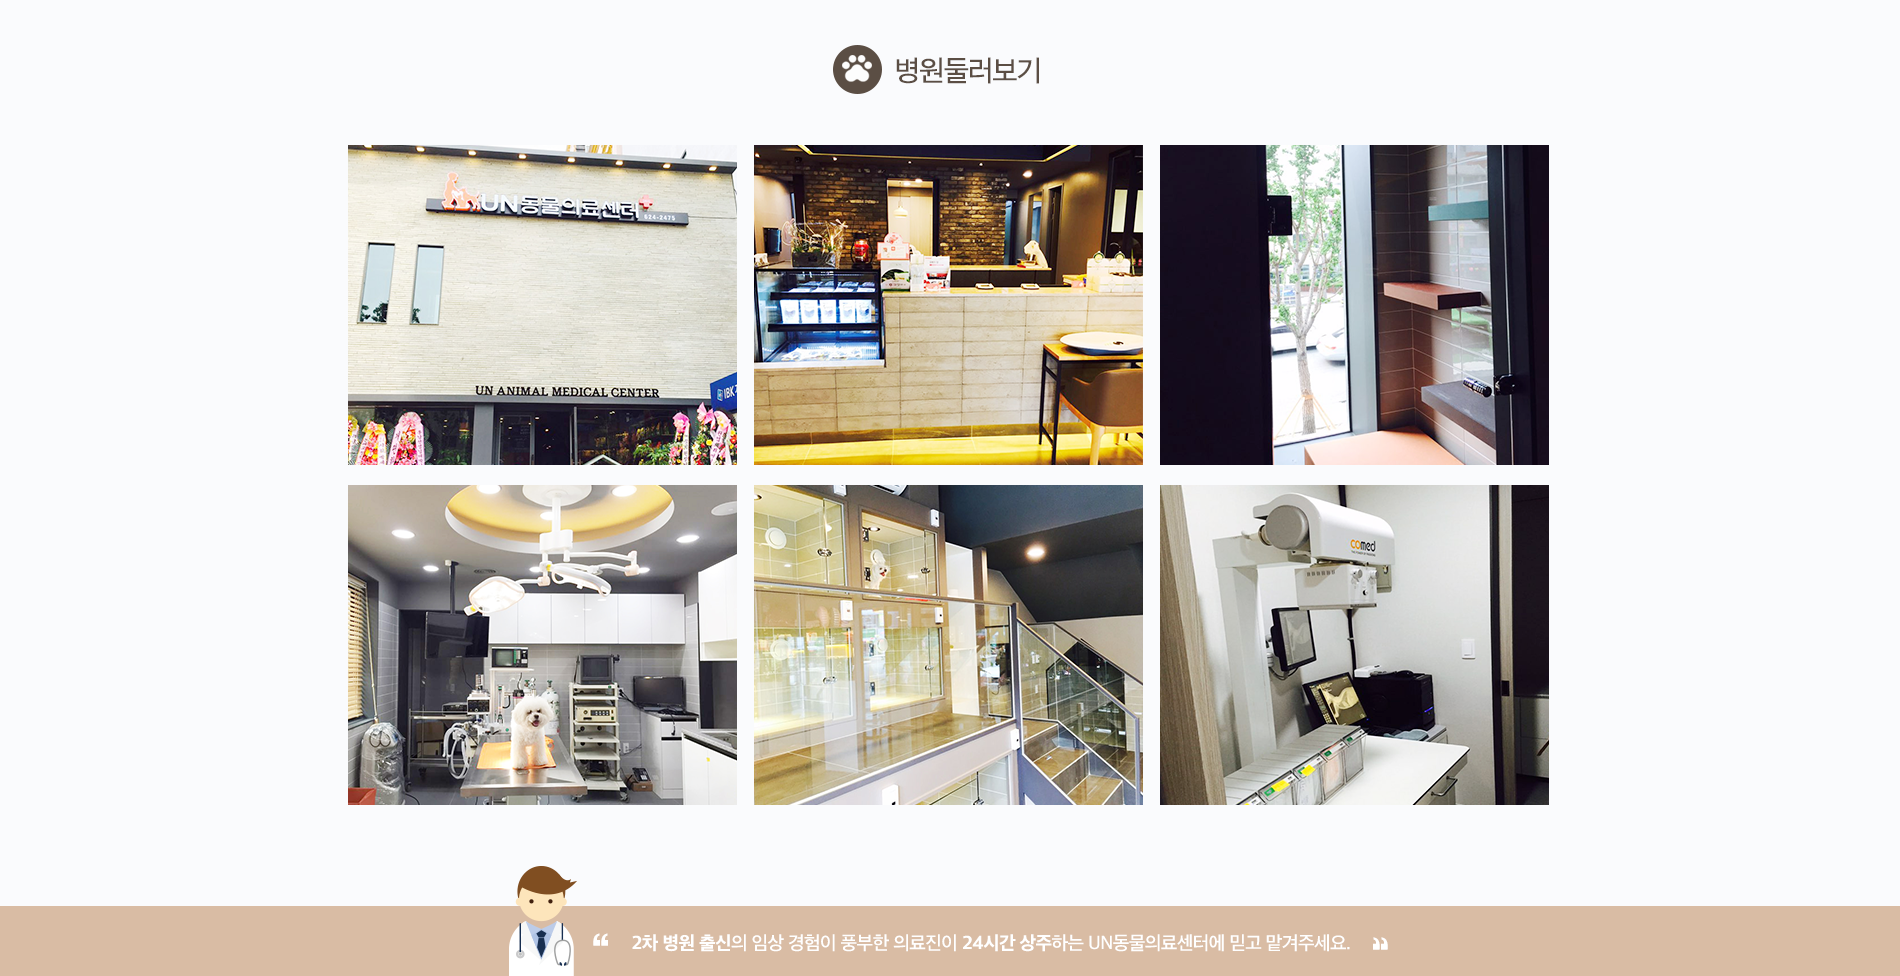 병원둘러보기
UN동물의료센터
624-2475
UN ANIMAL MEDICAL CENTER
IBK
comed
“ 2차 병원 출신의 임상 경험이 풍부한 의료진이 24시간 상주하는 UN동물의료센터에 믿고 맡겨주세요. ”